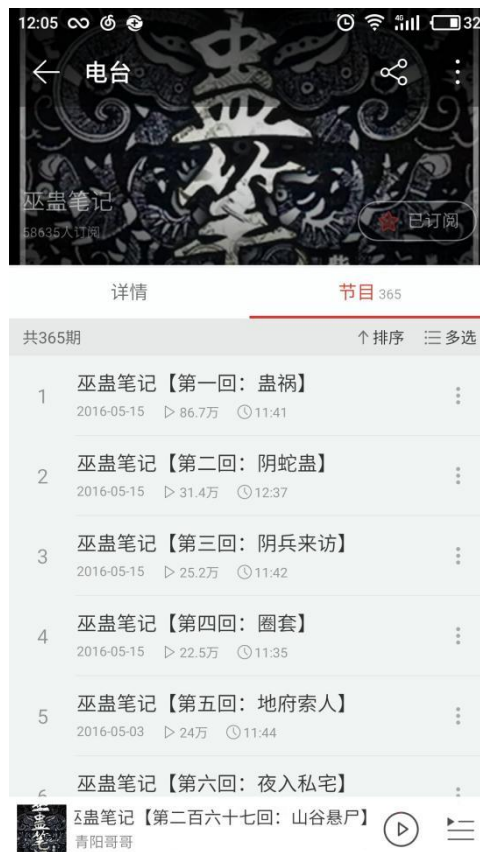 12:05
4G
32
电台
巫蛊笔记
58635人订阅
已订阅
详情
节目 365
共365期
排序
多选
1
巫蛊笔记【第一回：蛊祸】
2016-05-15 86.7万 11:41
2
巫蛊笔记【第二回：阴蛇蛊】
2016-05-15 31.4万 12:37
3
巫蛊笔记【第三回：阴兵来访】
2016-05-15 25.2万 11:42
4
巫蛊笔记【第四回：圈套】
2016-05-15 22.5万 11:35
5
巫蛊笔记【第五回：地府索人】
2016-05-03 24万 11:44
6
巫蛊笔记【第六回：夜入私宅】
巫蛊笔记【第二百六十七回：山谷悬尸】
青阳哥哥